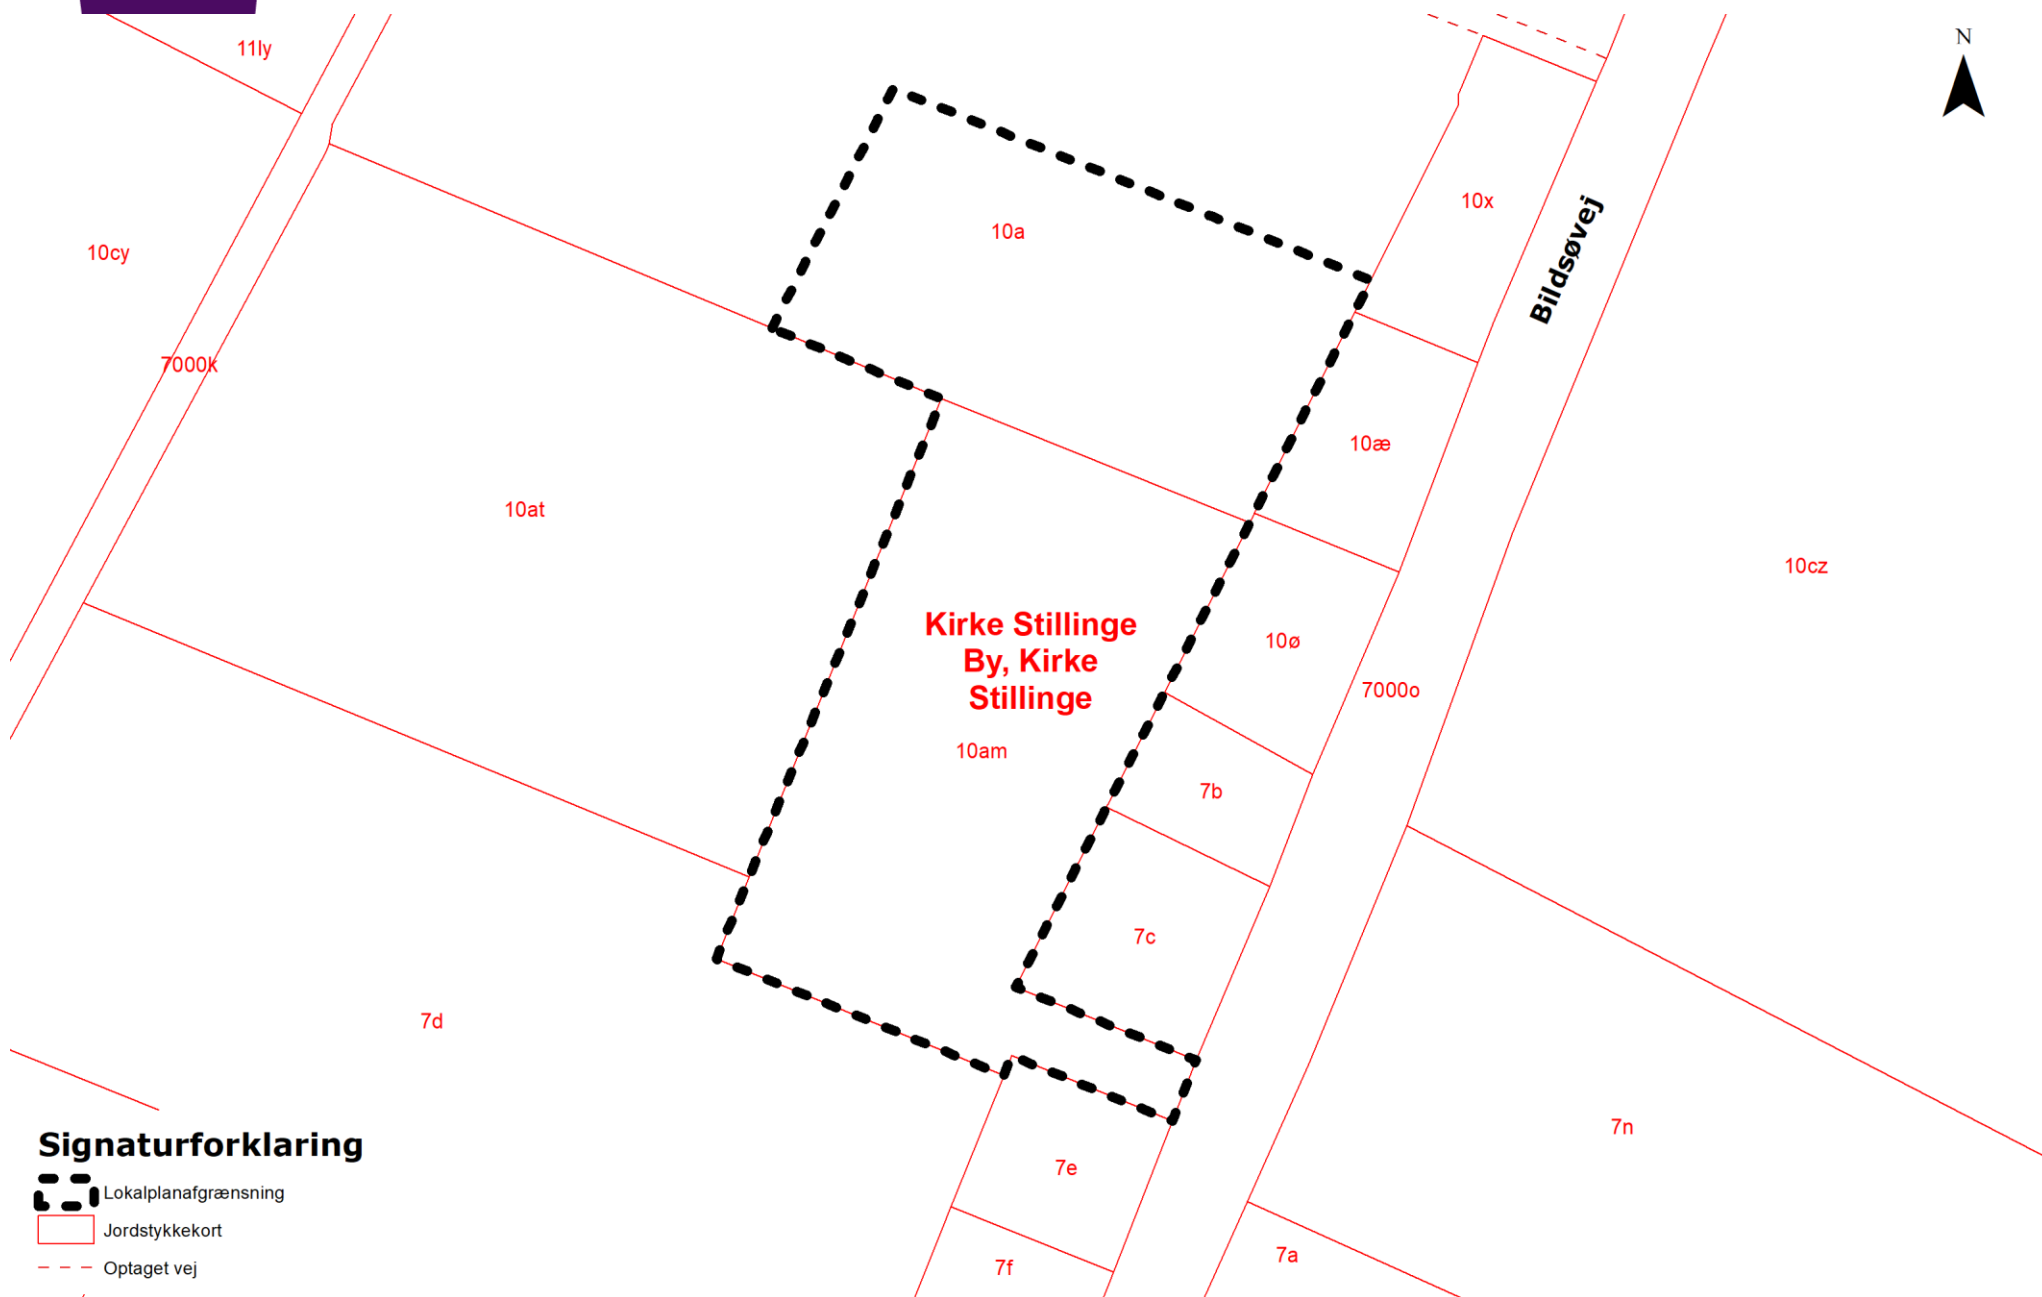 11ly
N
10x
10a
10cy
Bildsøvej
7000k
10æ
10at
10cz
Kirke Stillinge
By, Kirke
Stillinge
10ø
7000o
10am
7b
7c
7d
7n
Signaturforklaring
7e
Lokalplanafgrænsning
Jordstykkekort
7a
Optaget vej
7f